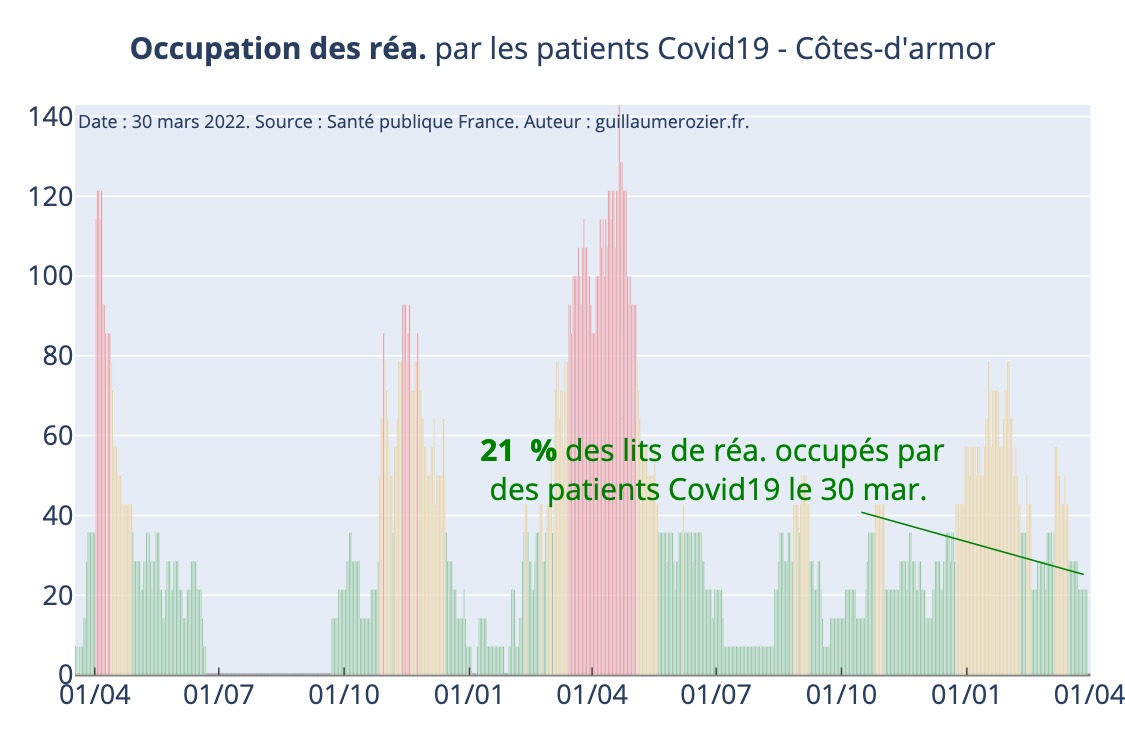 Occupation des réa. par les patients Covid19 - Côtes-d'armor
140
Date : 30 mars 2022. Source : Santé publique France. Auteur : guillaumerozier.fr.
120
100
80
60
21 % des lits de réa. occupés par
des patients Covid19 le 30 mar.
40
20
0
01/04 01/07 01/10 01/01 01/04 01/07 01/10 01/01 01/04